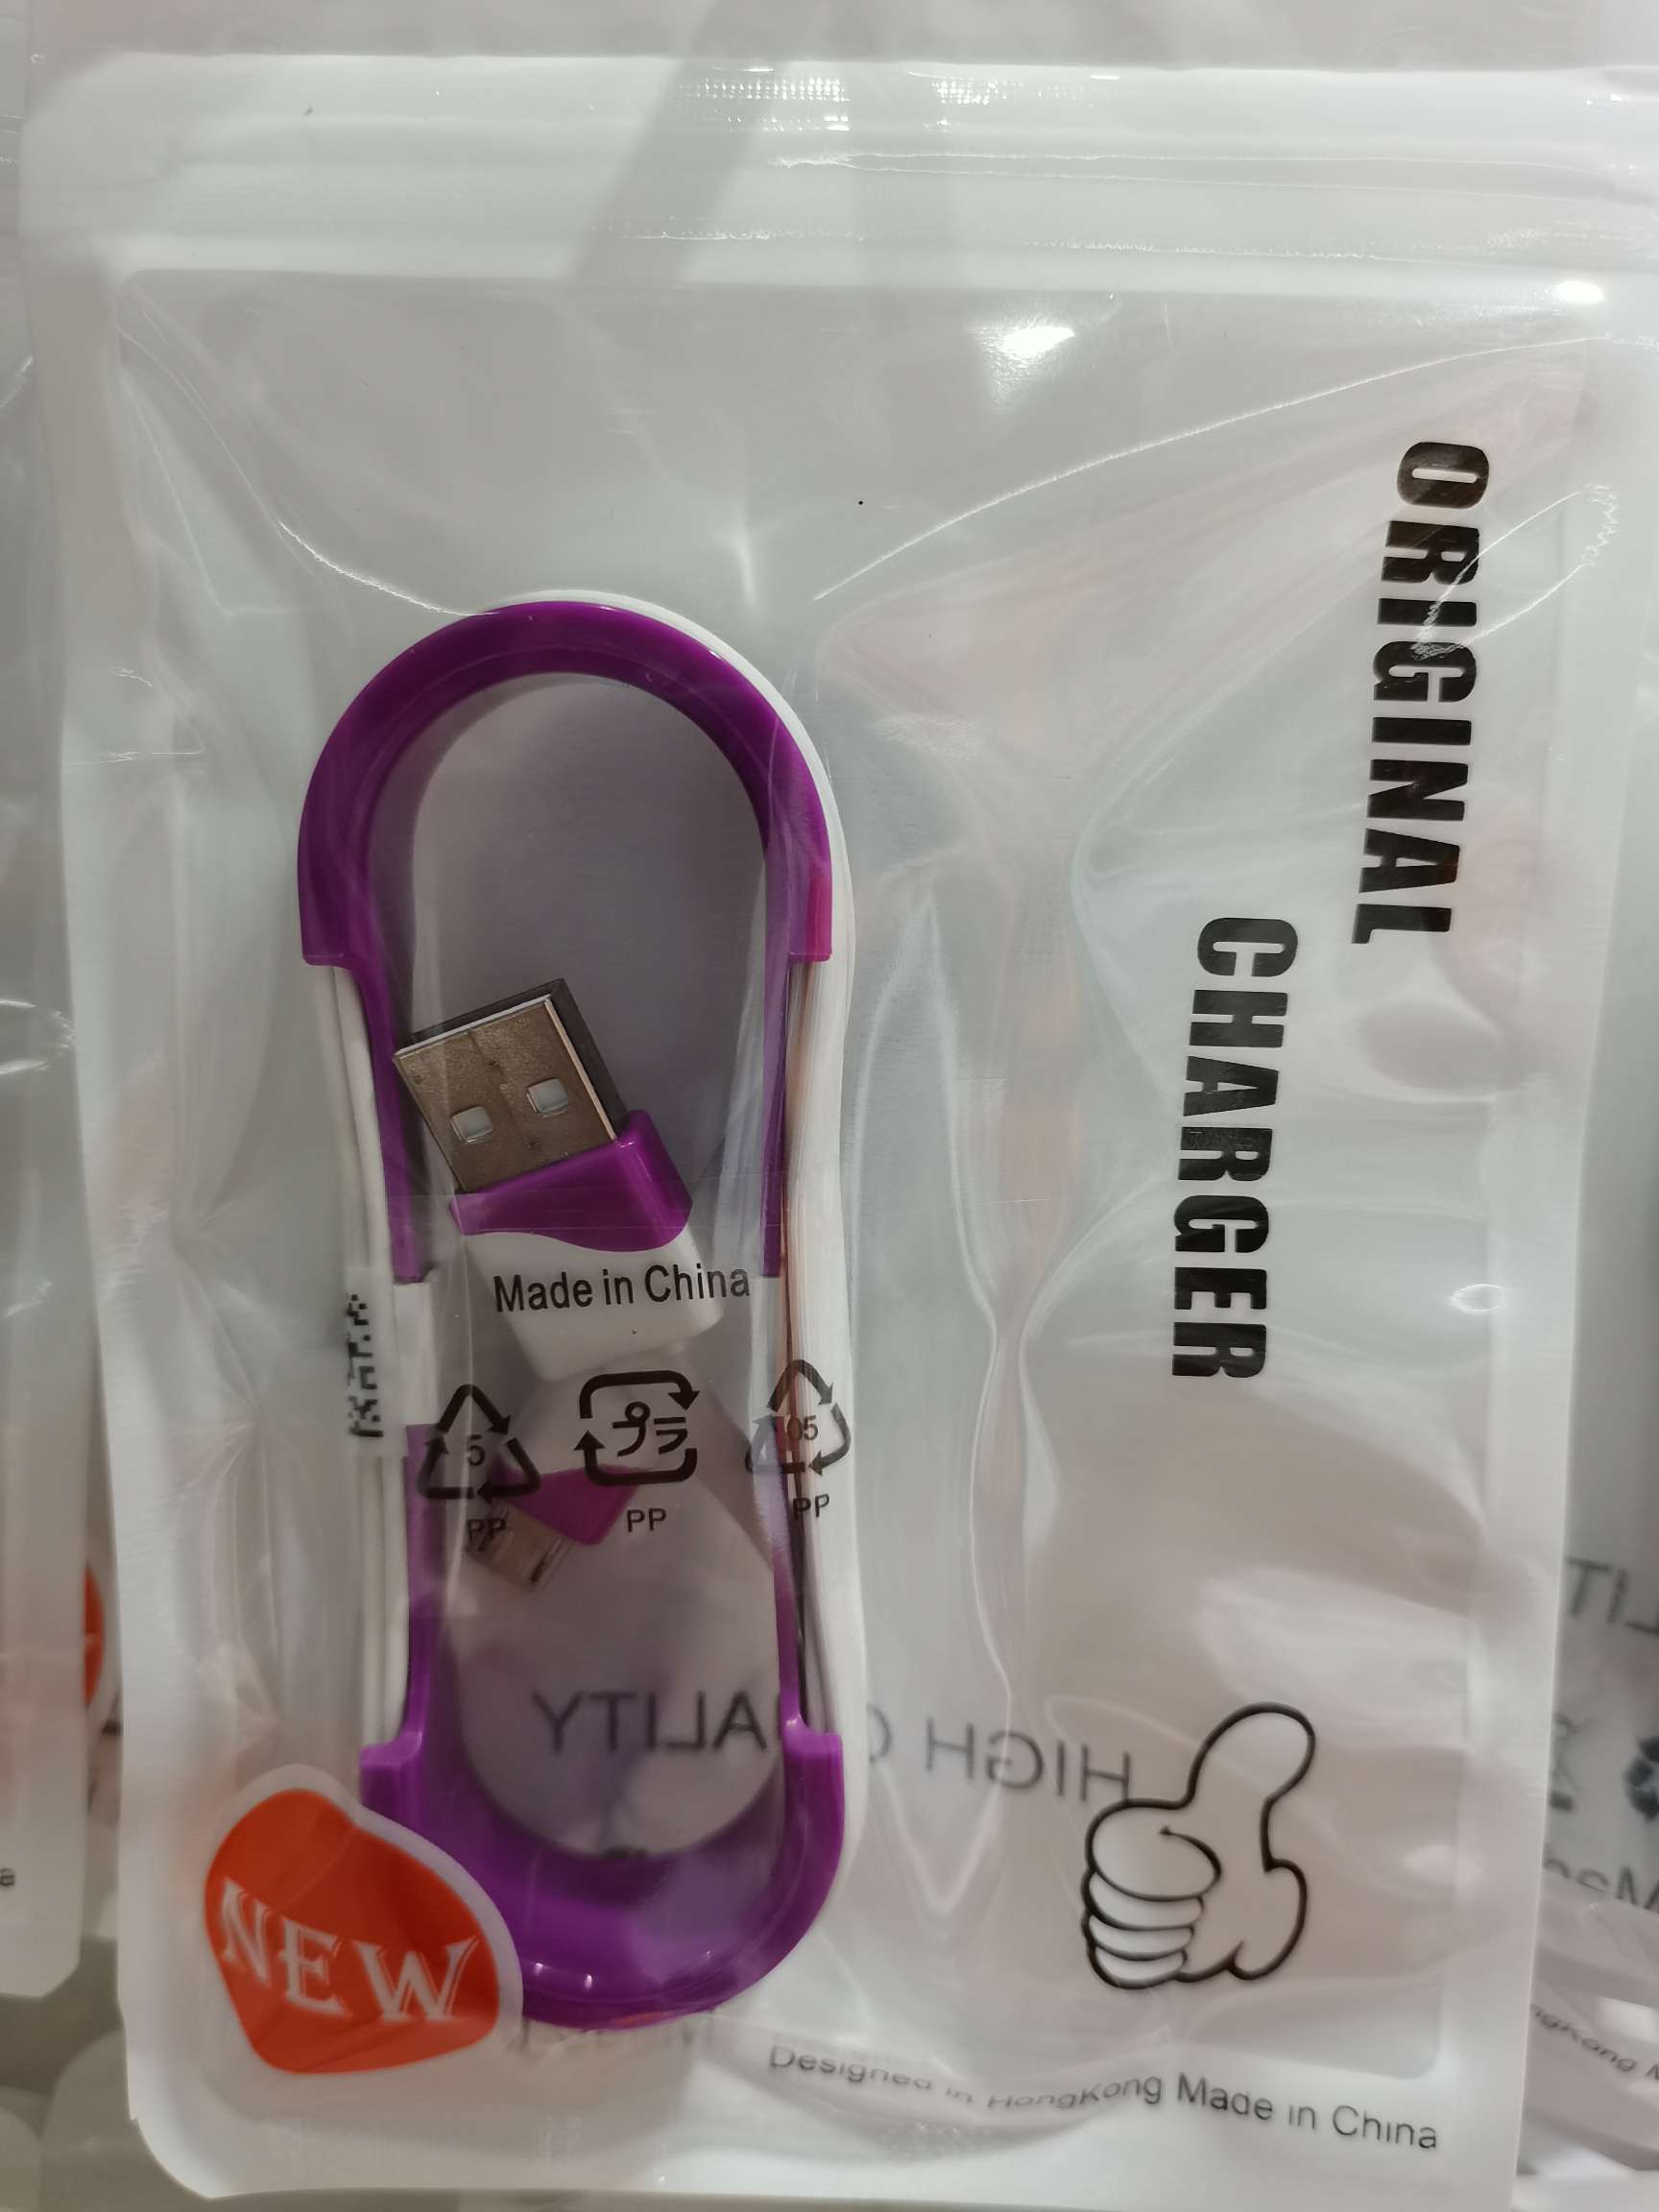 ORIGINAL
CHARGER
Made in China
5
プラ
05
PP
PP
PP
HIGH
ALITY
NEW
Designed in HongKong Made in China